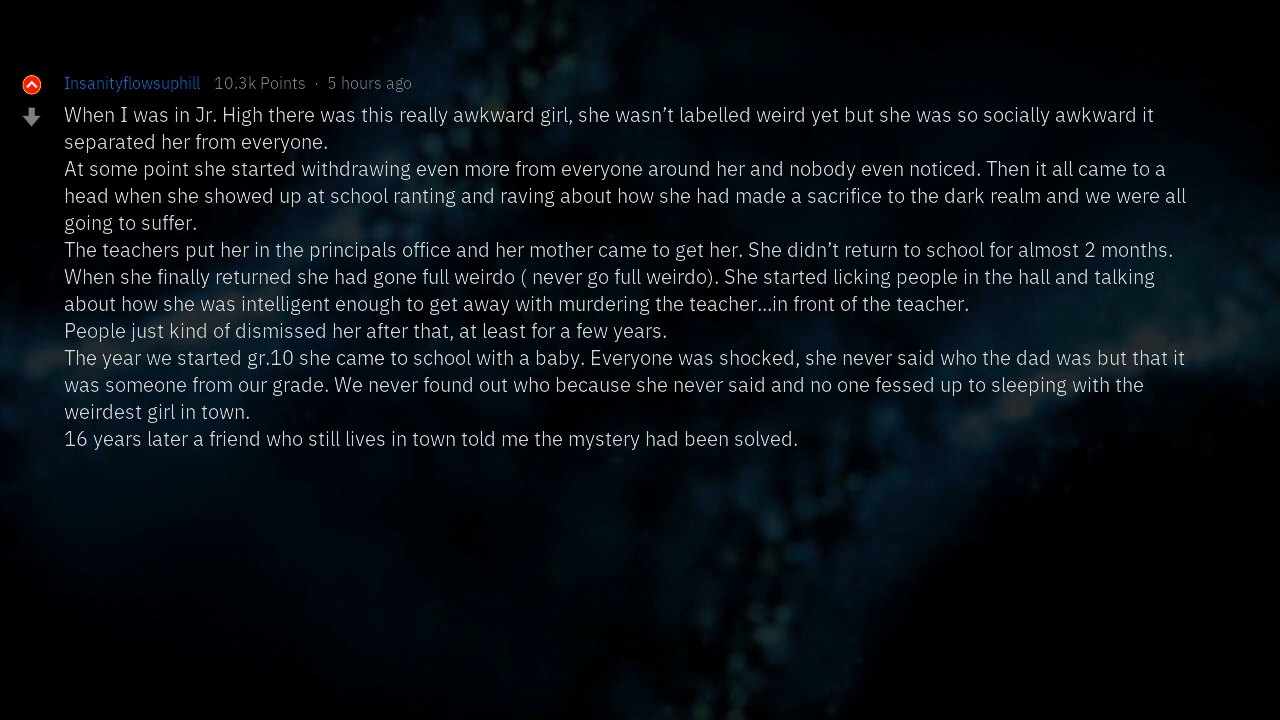 Insanityflowsuphill 10.3k Points · 5 hours ago
When I was in Jr. High there was this really awkward girl, she wasn’t labelled weird yet but she was so socially awkward it
separated her from everyone.
At some point she started withdrawing even more from everyone around her and nobody even noticed. Then it all came to a
head when she showed up at school ranting and raving about how she had made a sacrifice to the dark realm and we were all
going to suffer.
The teachers put her in the principals office and her mother came to get her. She didn’t return to school for almost 2 months.
When she finally returned she had gone full weirdo ( never go full weirdo). She started licking people in the hall and talking
about how she was intelligent enough to get away with murdering the teacher...in front of the teacher.
People just kind of dismissed her after that, at least for a few years.
The year we started gr.10 she came to school with a baby. Everyone was shocked, she never said who the dad was but that it
was someone from our grade. We never found out who because she never said and no one fessed up to sleeping with the
weirdest girl in town.
16 years later a friend who still lives in town told me the mystery had been solved.